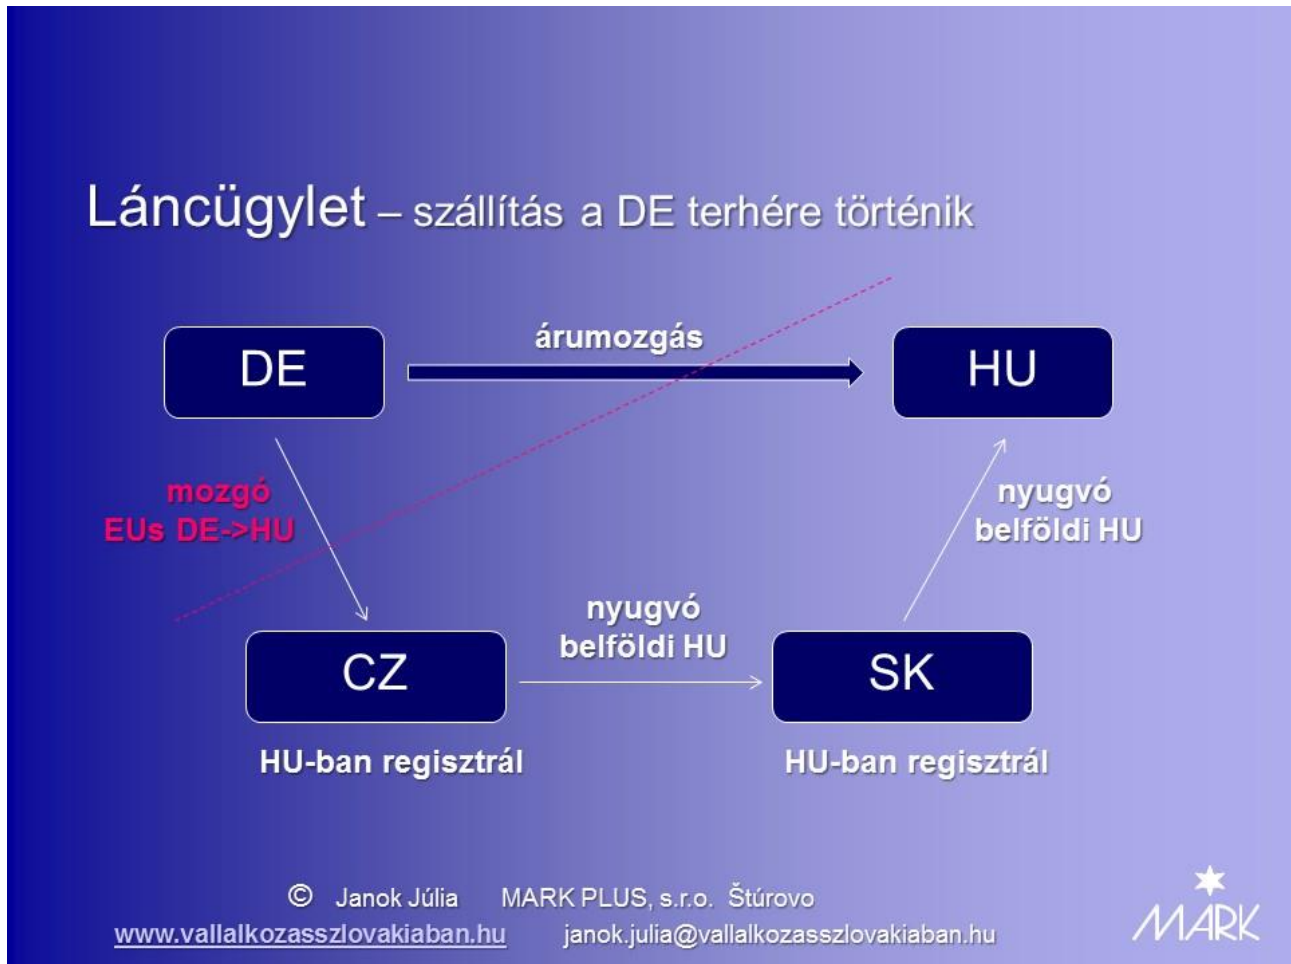 Láncügylet – szállítás a DE terhére történik
árumozgás
DE
HU
mozgó
EUs DE->HU
nyugvó
belföldi HU
nyugvó
belföldi HU
CZ
SK
HU-ban regisztrál
HU-ban regisztrál
© Janok Júlia MARK PLUS, s.r.o. Štúrovo
www.vallalkozasszlovakiaban.hu janok.julia@vallalkozasszlovakiaban.hu
MARK